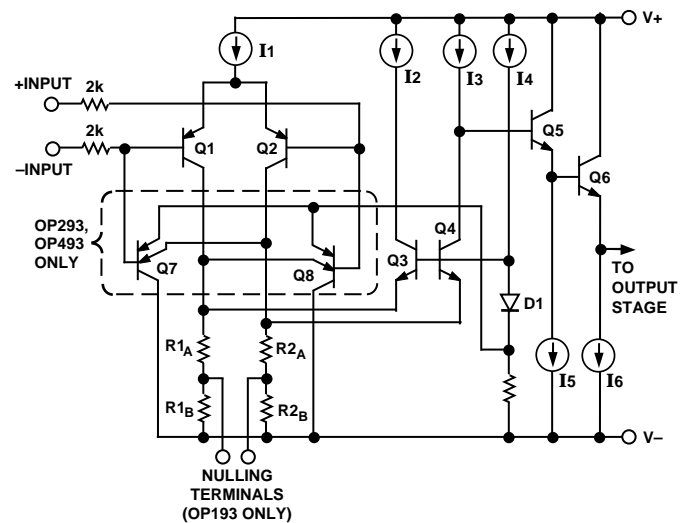 V+
I1
I2
I3
I4
+INPUT
2k
–INPUT
2k
Q1
Q2
Q5
Q6
OP293,
OP493
ONLY
Q7
Q8
Q3
Q4
D1
TO
OUTPUT
STAGE
R1A
R2A
R1B
R2B
I5
I6
V–
NULLING
TERMINALS
(OP193 ONLY)